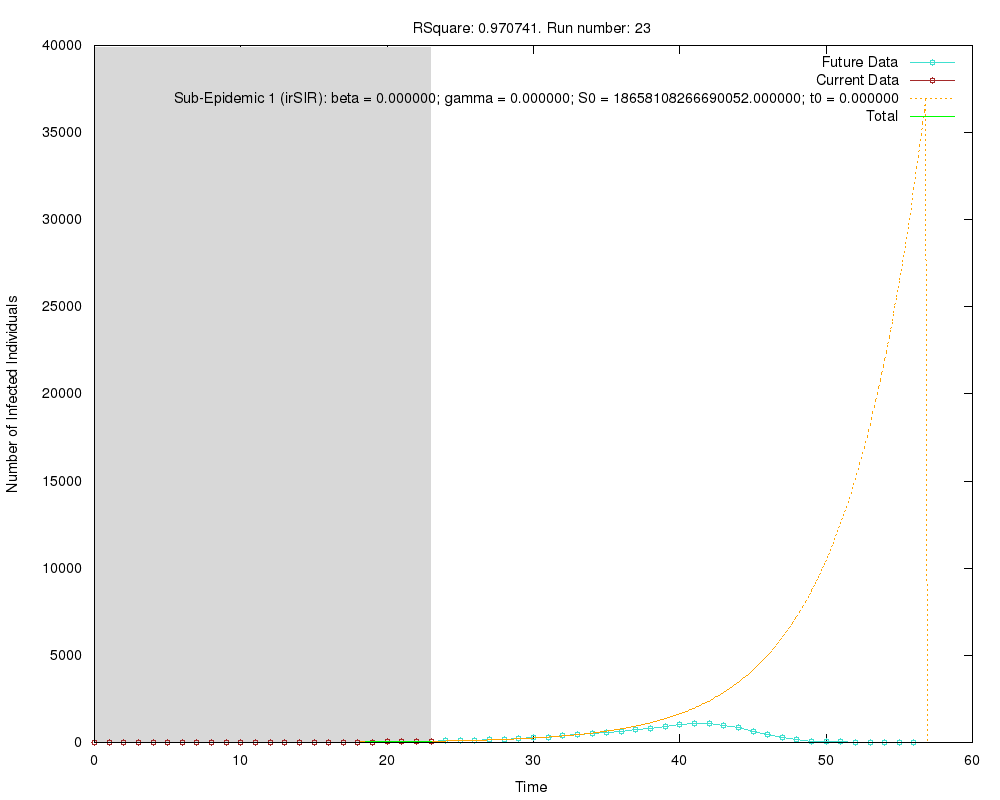 RSquare: 0.970741. Run number: 23
40000
35000
30000
25000
20000
15000
10000
5000
0
Number of Infected Individuals
Future Data
Current Data
Sub-Epidemic 1 (irSIR): beta = 0.000000; gamma = 0.000000; S0 = 18658108266690052.000000; t0 = 0.000000
Total
0 10 20 30 40 50 60
Time